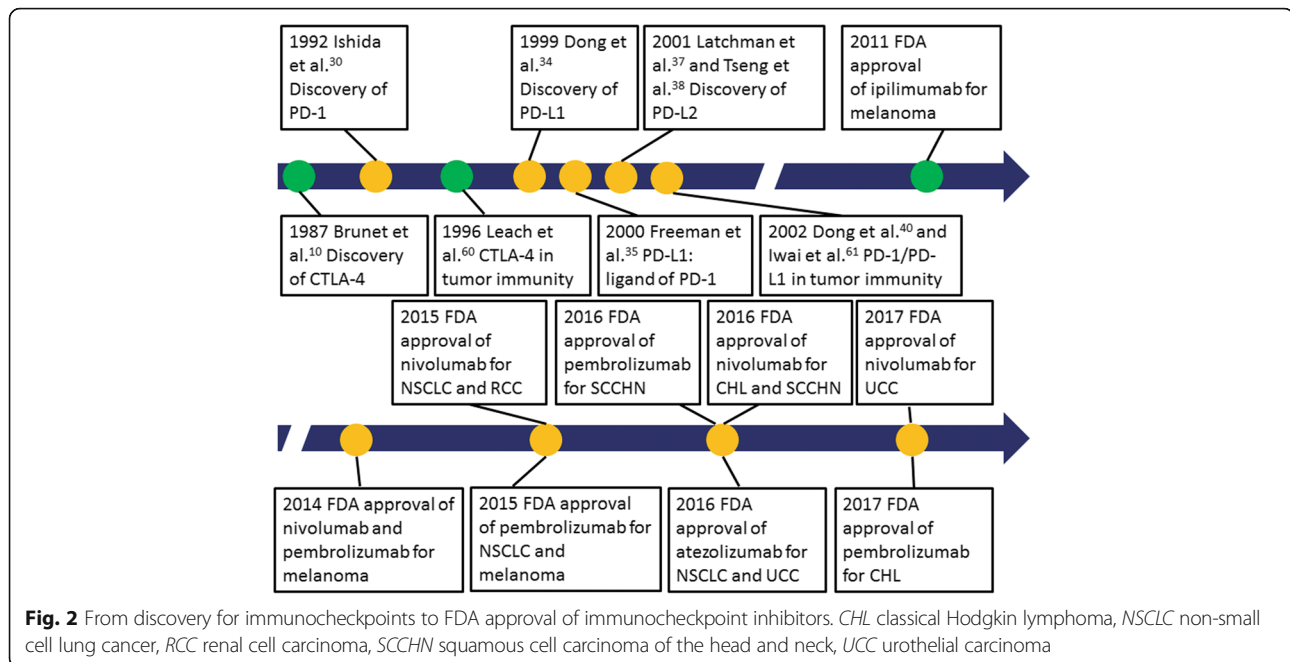 1992 Ishida
et al.30
Discovery of
PD-1
1999 Dong et
al.34
Discovery of
PD-L1
2001 Latchman et
al.37 and Tseng et
al.38 Discovery of
PD-L2
2011 FDA
approval
of ipilimumab for
melanoma
1987 Brunet et
al.10 Discovery
of CTLA-4
1996 Leach et
al.60 CTLA-4 in
tumor immunity
2000 Freeman et
al.35 PD-L1:
ligand of PD-1
2002 Dong et al.40 and
Iwai et al.61 PD-1/PD-
L1 in tumor immunity
2015 FDA
approval of
nivolumab for
NSCLC and RCC
2016 FDA
approval of
pembrolizumab
for SCCHN
2016 FDA
approval of
nivolumab for
CHL and SCCHN
2017 FDA
approval of
nivolumab for
UCC
2014 FDA approval of
nivolumab and
pembrolizumab for
melanoma
2015 FDA approval
of pembrolizumab for
NSCLC and
melanoma
2016 FDA
approval of
atezolizumab for
NSCLC and UCC
2017 FDA
approval of
pembrolizumab
for CHL
Fig. 2 From discovery for immunocheckpoints to FDA approval of immunocheckpoint inhibitors. CHL classical Hodgkin lymphoma, NSCLC non-small
cell lung cancer, RCC renal cell carcinoma, SCCHN squamous cell carcinoma of the head and neck, UCC urothelial carcinoma